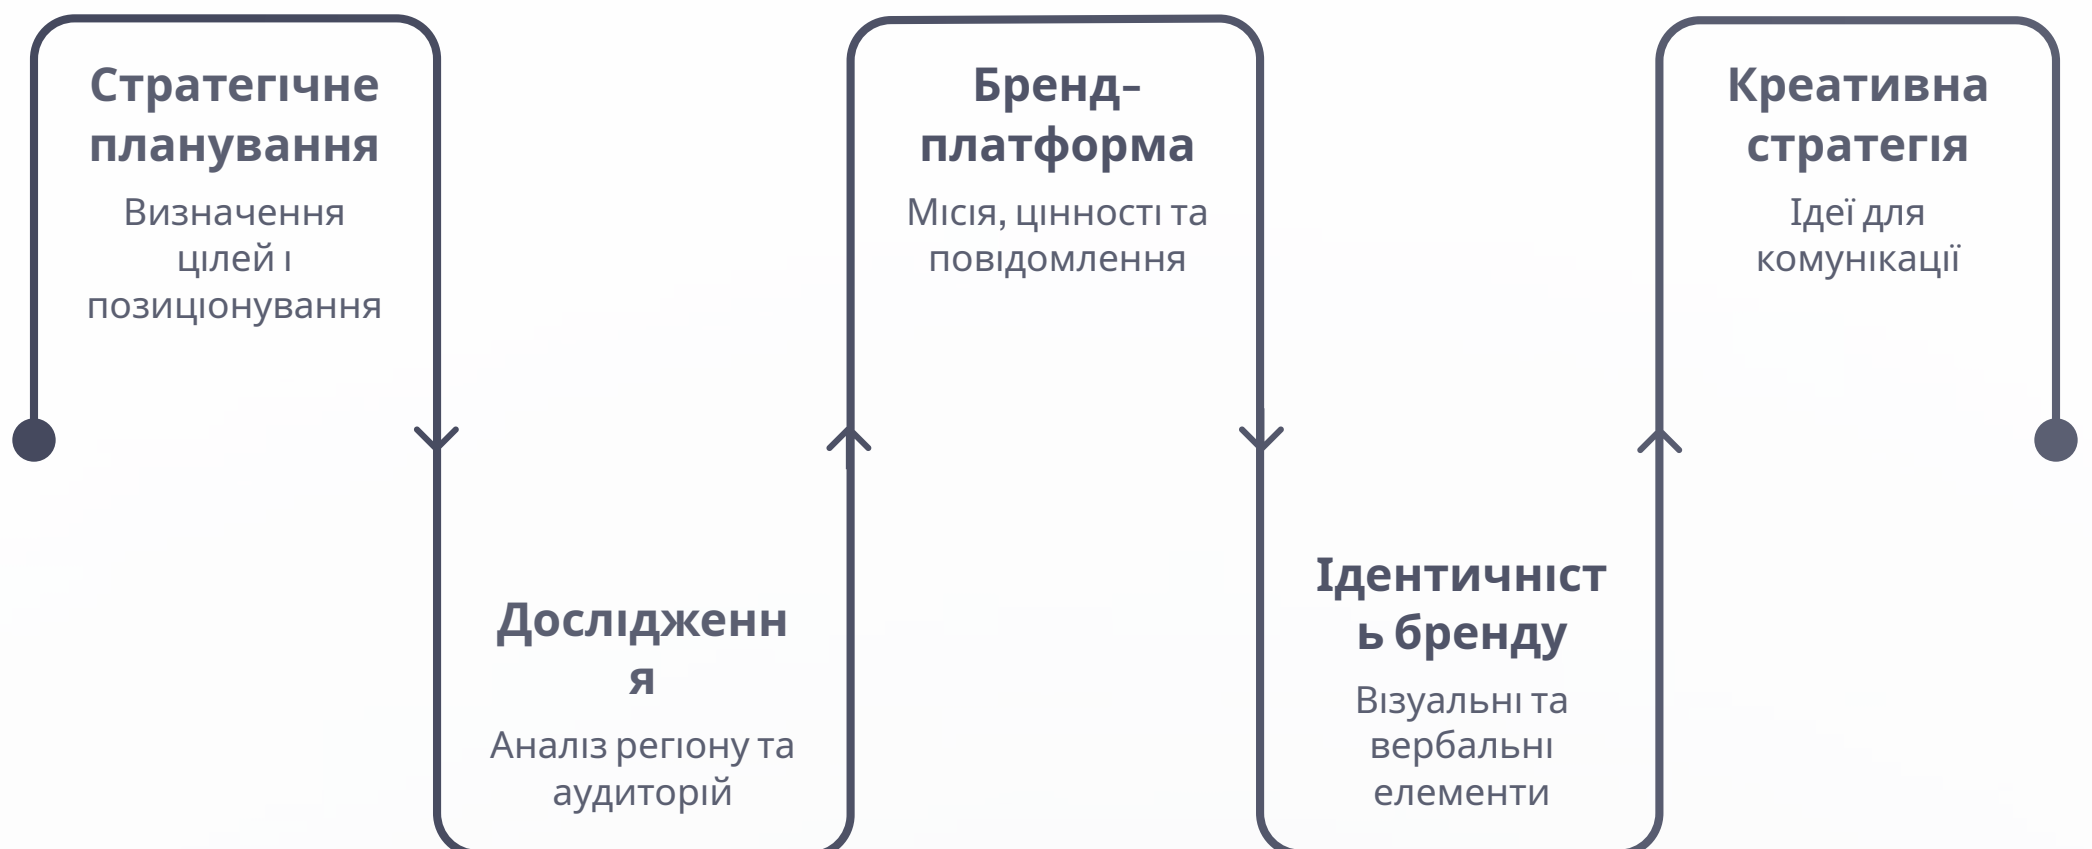 Стратегічне
планування
Визначення
цілей і
позиціонування
Дослідженн
я
Аналіз регіону та
аудиторій
Бренд–
платформа
Місія, цінності та
повідомлення
Ідентичніст
ь бренду
Візуальні та
вербальні
елементи
Креативна
стратегія
Ідеї для
комунікації